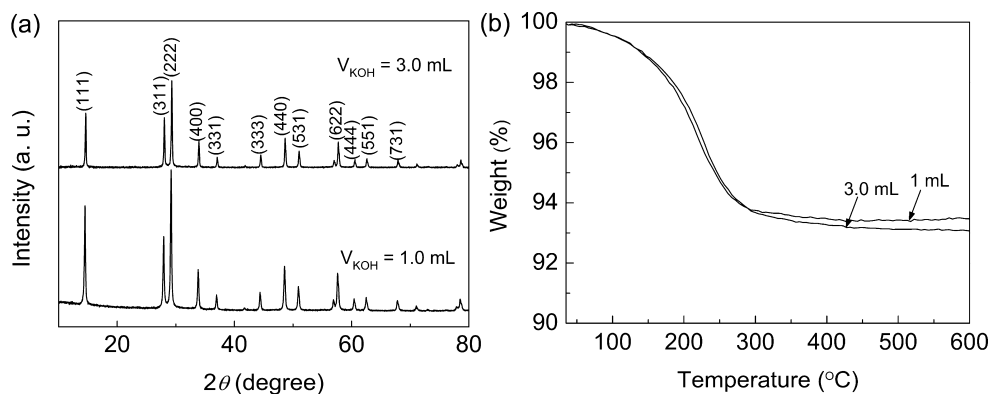 (a)
Intensity (a. u.)
V_KOH = 3.0 mL
(111)
(311)
(222)
(400)
(331)
(333)
(440)
(531)
(622)
(444)
(551)
(731)
V_KOH = 1.0 mL
20
40
60
80
2θ (degree)
(b)
Weight (%)
100
98
96
94
92
90
3.0 mL
1 mL
100
200
300
400
500
600
Temperature (°C)